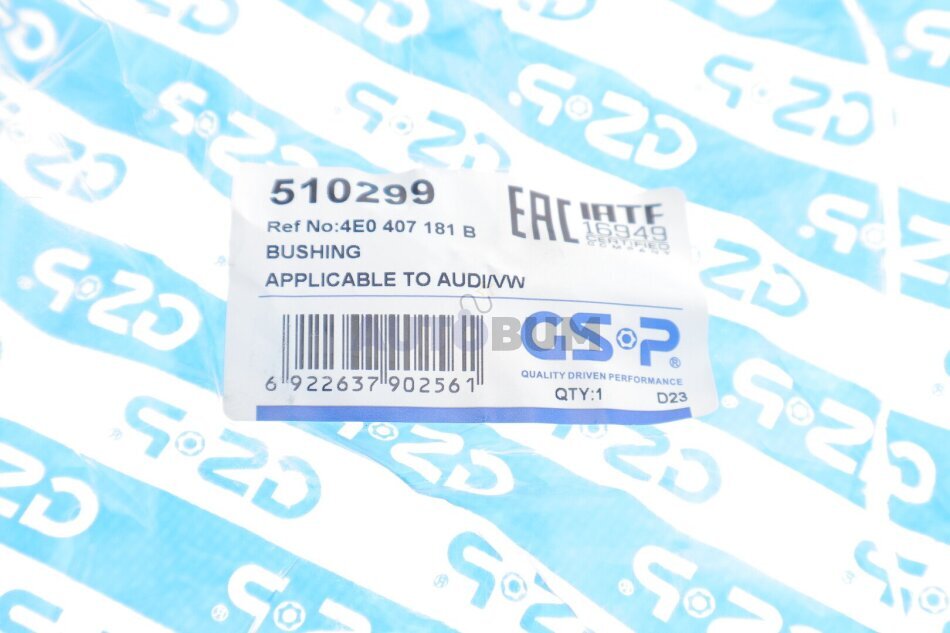 510299
Ref No:4E0 407 181 B
BUSHING
APPLICABLE TO AUDI/VW
EAC
IATF
16949
CERTIFIED
COMPANY
AUTOBUM
6 922637 902561
GSP®
QUALITY DRIVEN PERFORMANCE
QTY:1
D23